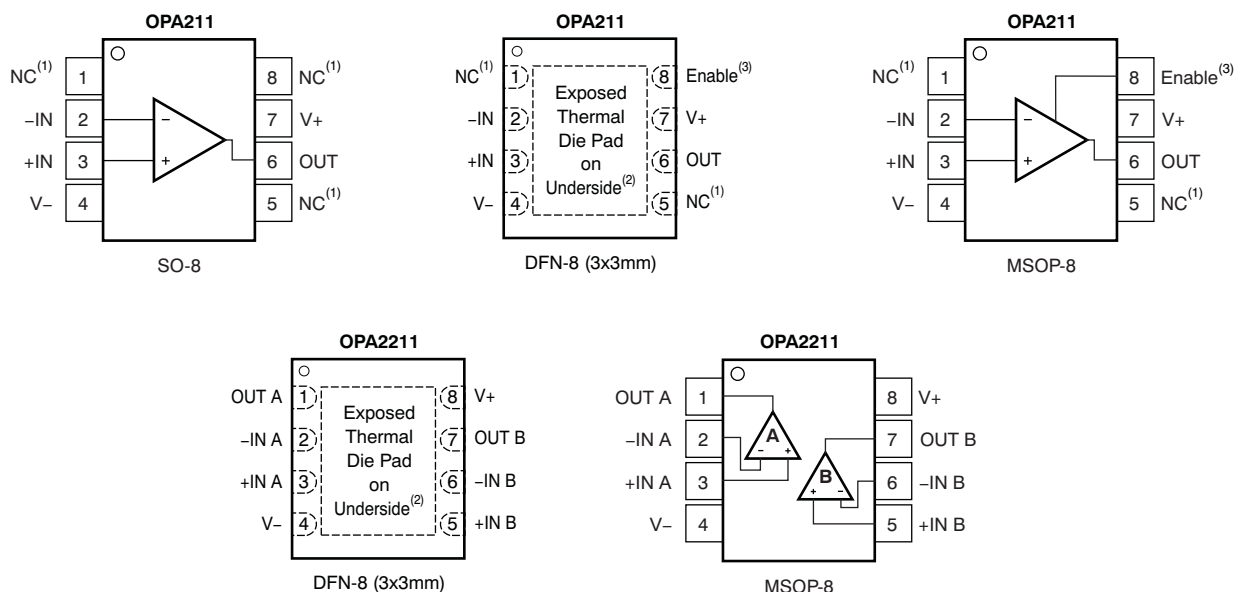 OPA211
NC(1) 1 8 NC(1)
–IN 2 – 7 V+
+IN 3 + 6 OUT
V– 4 5 NC(1)
SO-8
OPA211
NC(1) 1 8 Enable(3)
–IN 2 7 V+
+IN 3 6 OUT
V– 4 5 NC(1)
Exposed
Thermal
Die Pad
on
Underside(2)
DFN-8 (3x3mm)
OPA211
NC(1) 1 8 Enable(3)
–IN 2 – 7 V+
+IN 3 + 6 OUT
V– 4 5 NC(1)
MSOP-8
OPA2211
OUT A 1 8 V+
–IN A 2 7 OUT B
+IN A 3 6 –IN B
V– 4 5 +IN B
Exposed
Thermal
Die Pad
on
Underside(2)
DFN-8 (3x3mm)
OPA2211
OUT A 1 8 V+
–IN A 2 7 OUT B
+IN A 3 6 –IN B
V– 4 5 +IN B
A
– +
B
+ –
MSOP-8